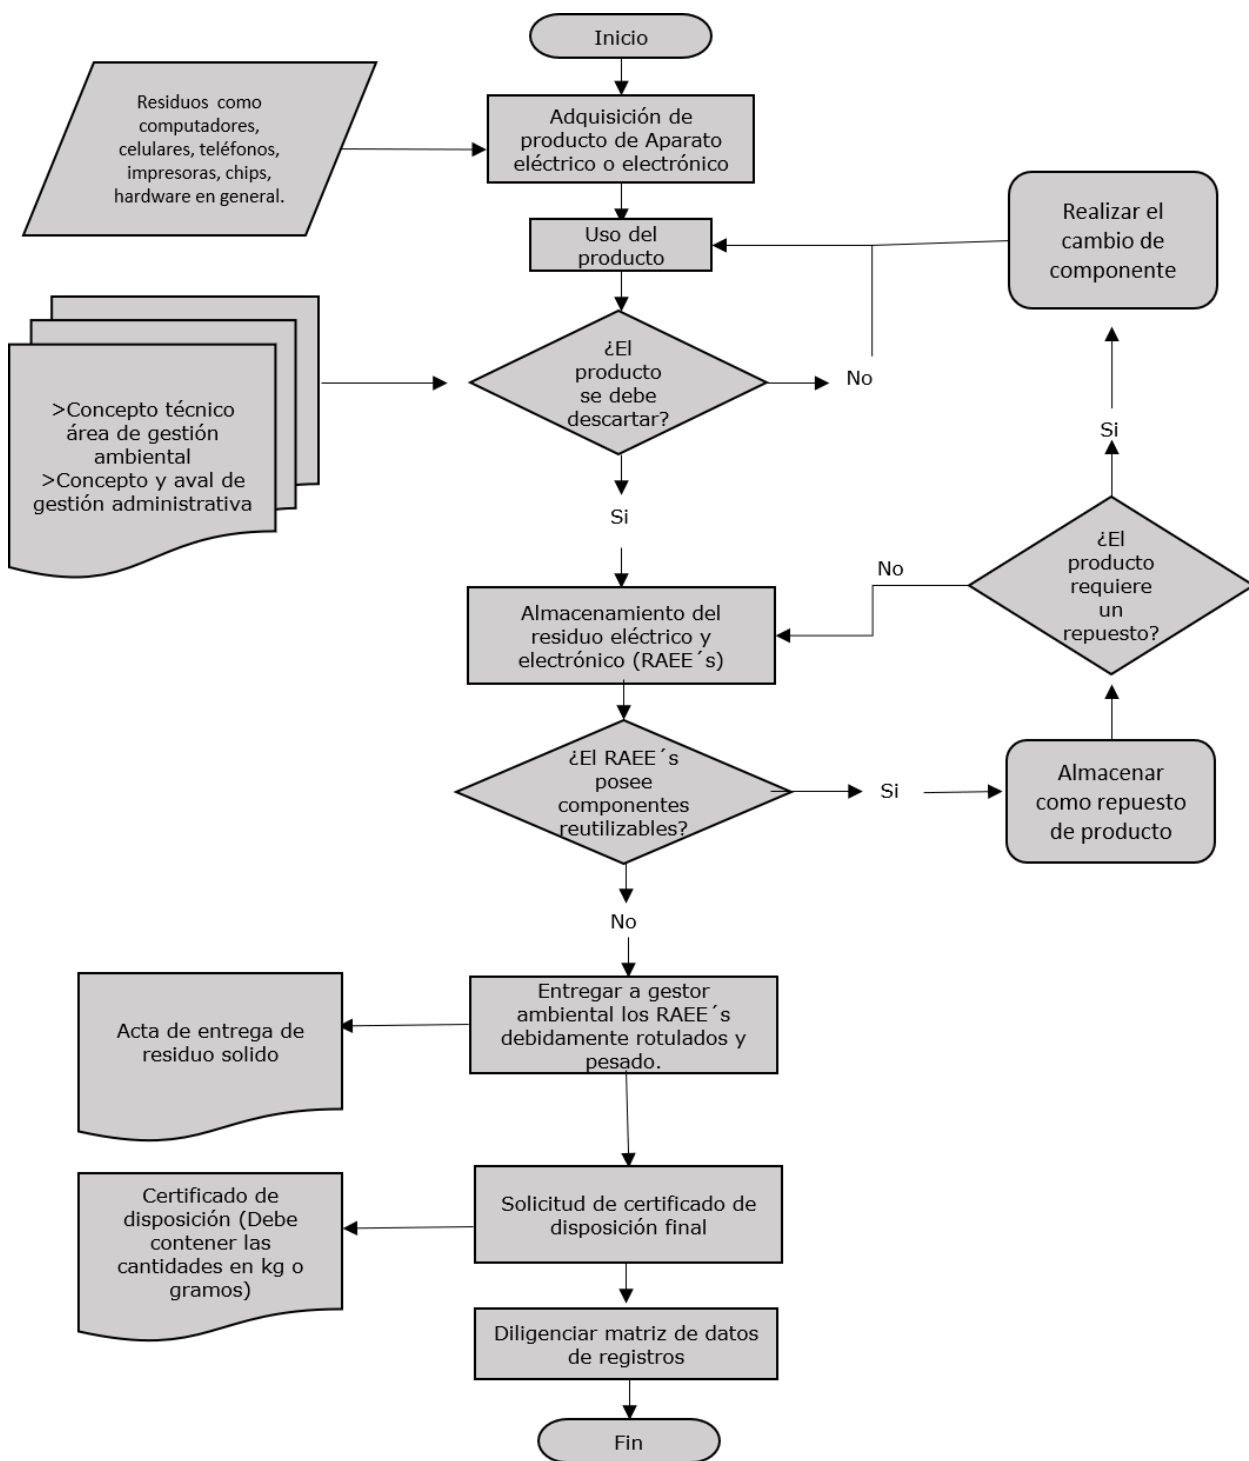 Inicio
Residuos como
computadores,
celulares, teléfonos,
impresoras, chips,
hardware en general.
Adquisición de
producto de Aparato
eléctrico o electrónico
Uso del
producto
Realizar el
cambio de
componente
¿El
producto
se debe
descartar?
No
>Concepto técnico
área de gestión
ambiental
>Concepto y aval de
gestión administrativa
Si
Si
¿El
producto
requiere
un
repuesto?
No
Almacenamiento del
residuo eléctrico y
electrónico (RAEE´s)
¿El RAEE´s
posee
componentes
reutilizables?
Si
Almacenar
como repuesto
de producto
No
Entregar a gestor
ambiental los RAEE´s
debidamente rotulados y
pesado.
Acta de entrega de
residuo solido
Solicitud de certificado de
disposición final
Certificado de
disposición (Debe
contener las
cantidades en kg o
gramos)
Diligenciar matriz de datos
de registros
Fin